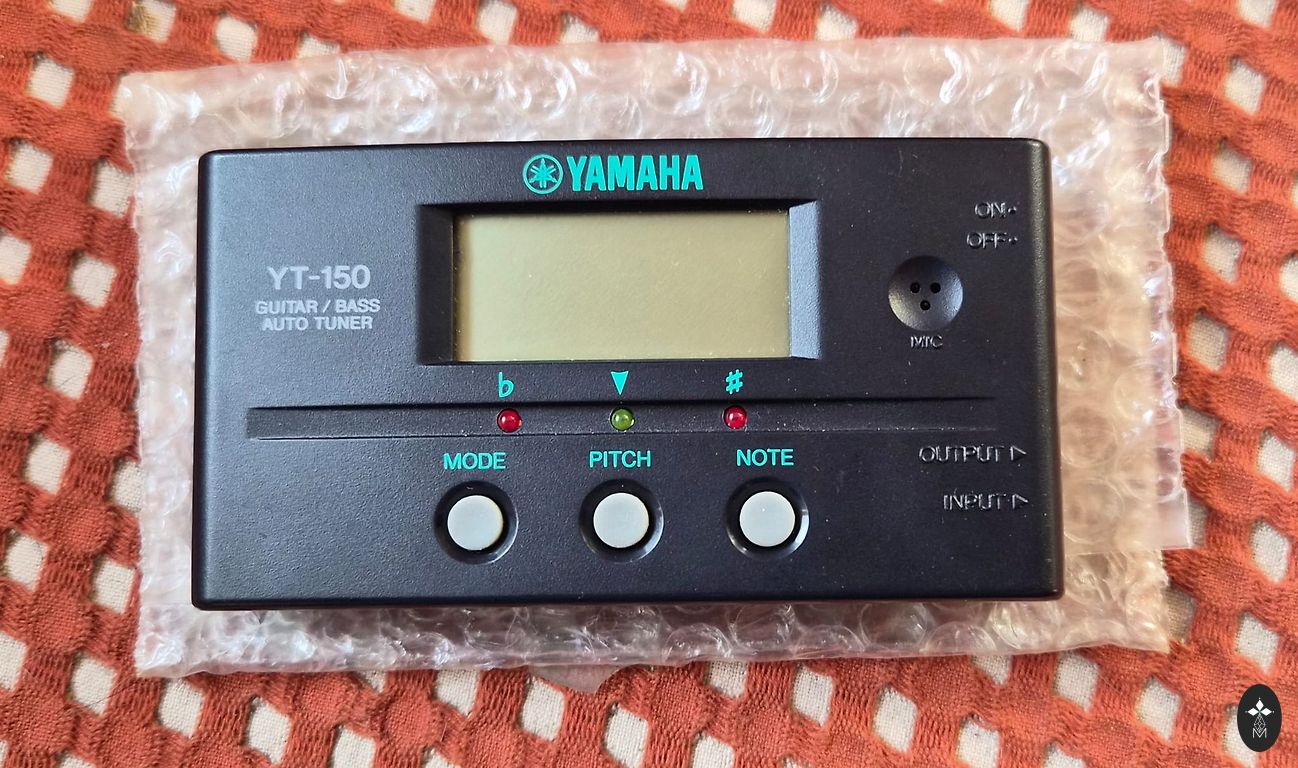 YAMAHA
ON
OFF
YT-150
GUITAR / BASS
AUTO TUNER
MIC
♭ ▼ ♯
MODE PITCH NOTE
OUTPUT ▷
INPUT ▷
M